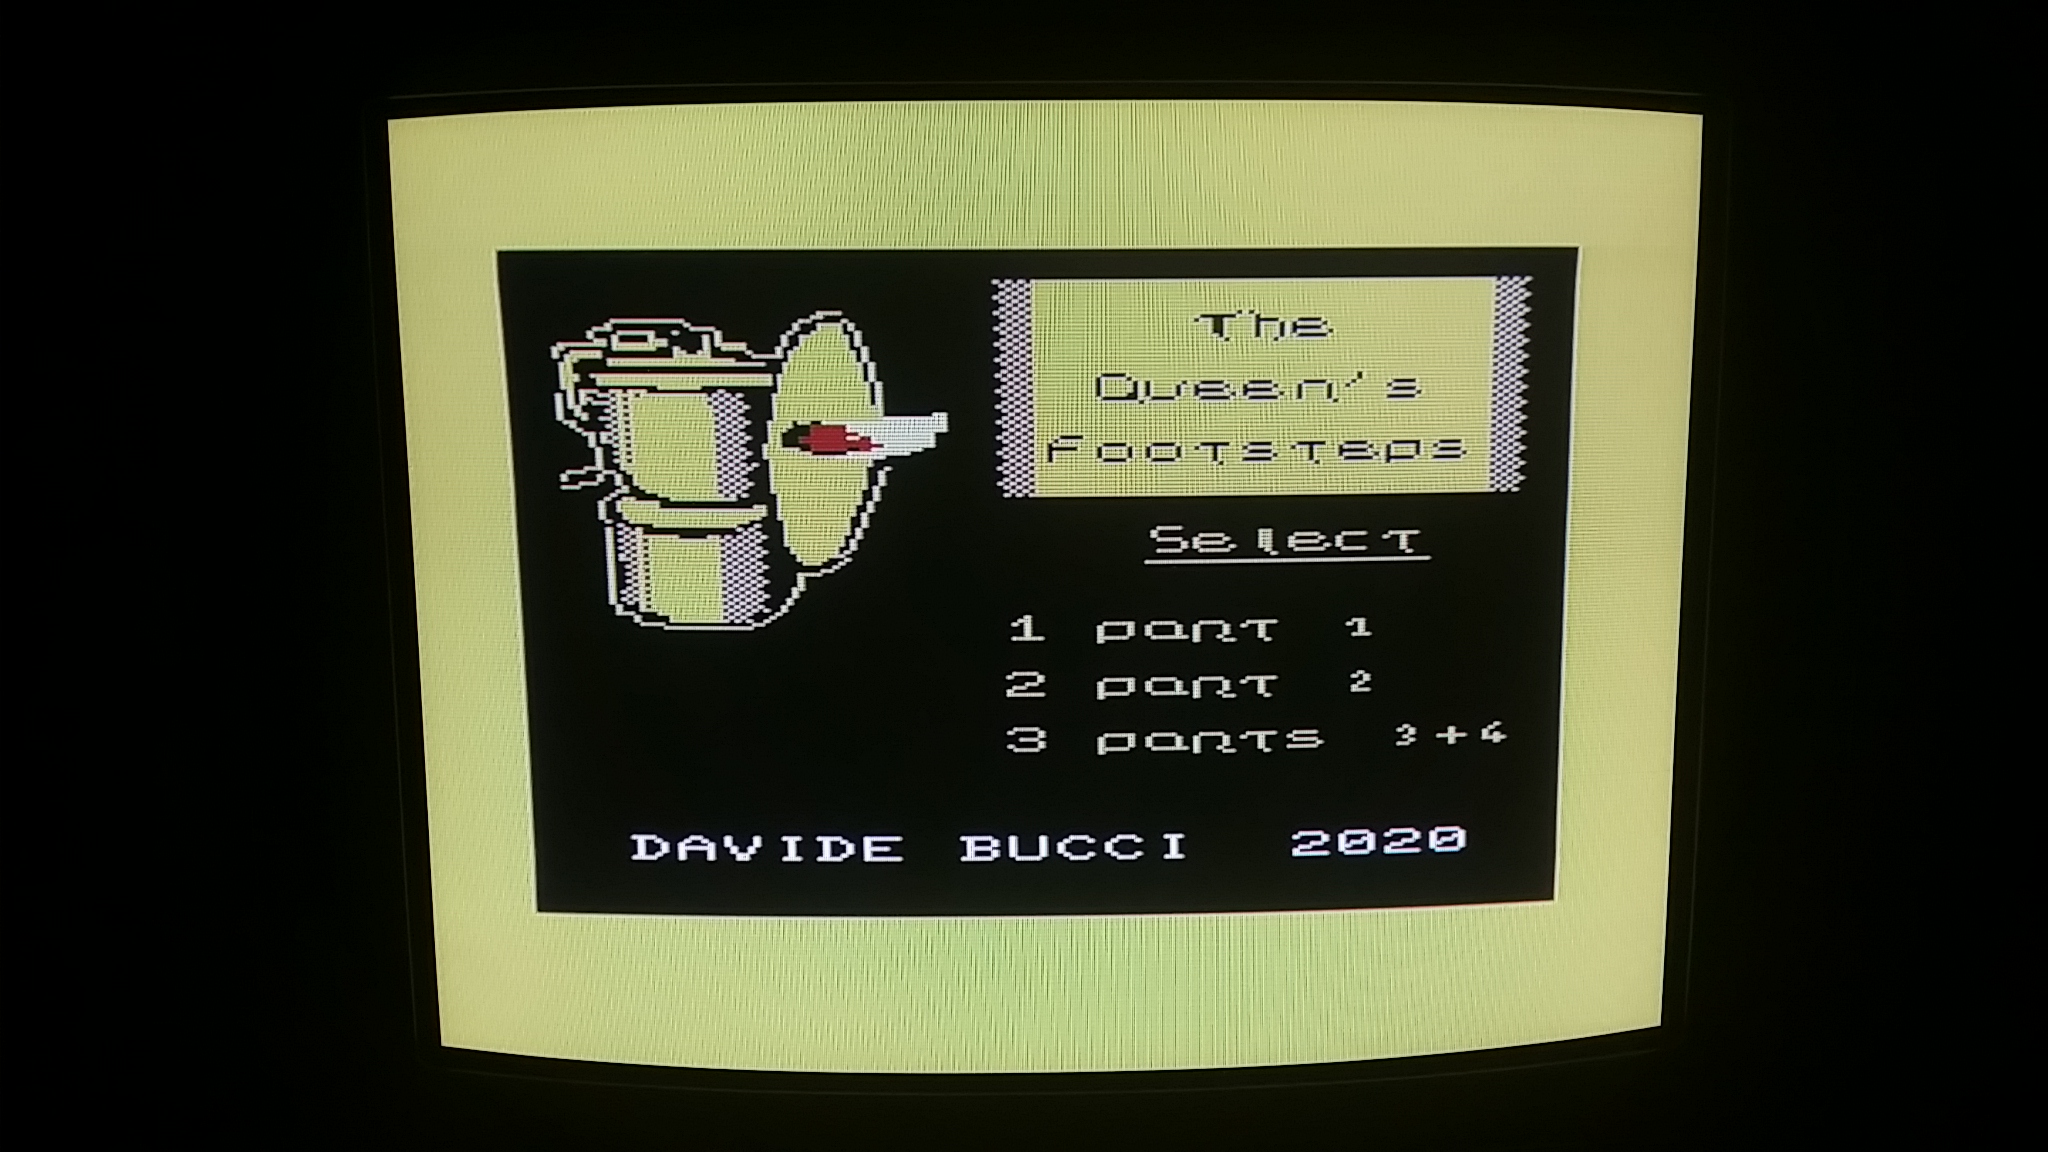 The
Queen's
Footsteps
Select
1 part 1
2 part 2
3 parts 3+4
DAVIDE BUCCI 2020